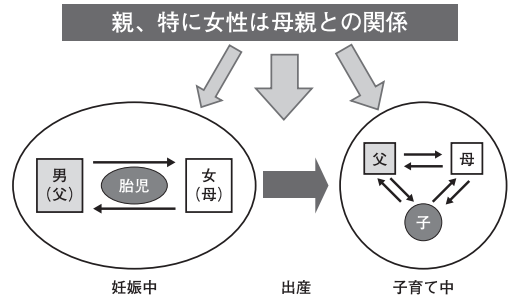 親、特に女性は母親との関係
男
（父）
胎児
女
（母）
父
母
子
妊娠中
出産
子育て中